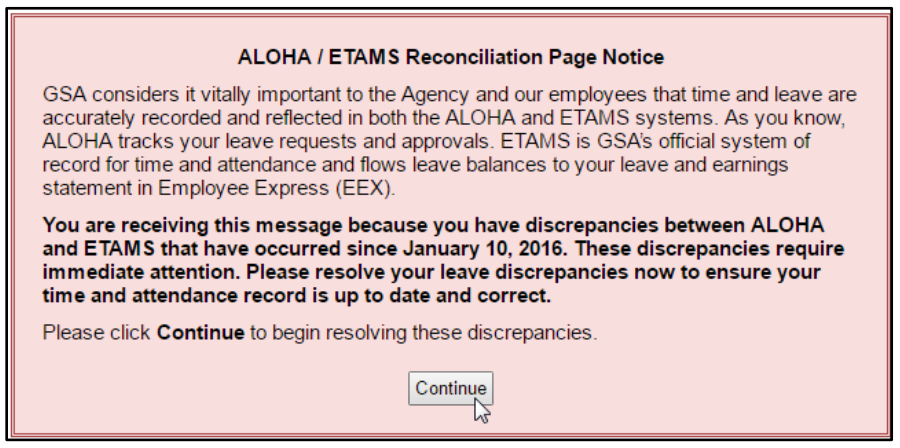 ALOHA / ETAMS Reconciliation Page Notice
GSA considers it vitally important to the Agency and our employees that time and leave are
accurately recorded and reflected in both the ALOHA and ETAMS systems. As you know,
ALOHA tracks your leave requests and approvals. ETAMS is GSA's official system of
record for time and attendance and flows leave balances to your leave and earnings
statement in Employee Express (EEX).
You are receiving this message because you have discrepancies between ALOHA
and ETAMS that have occurred since January 10, 2016. These discrepancies require
immediate attention. Please resolve your leave discrepancies now to ensure your
time and attendance record is up to date and correct.
Please click Continue to begin resolving these discrepancies.
Continue